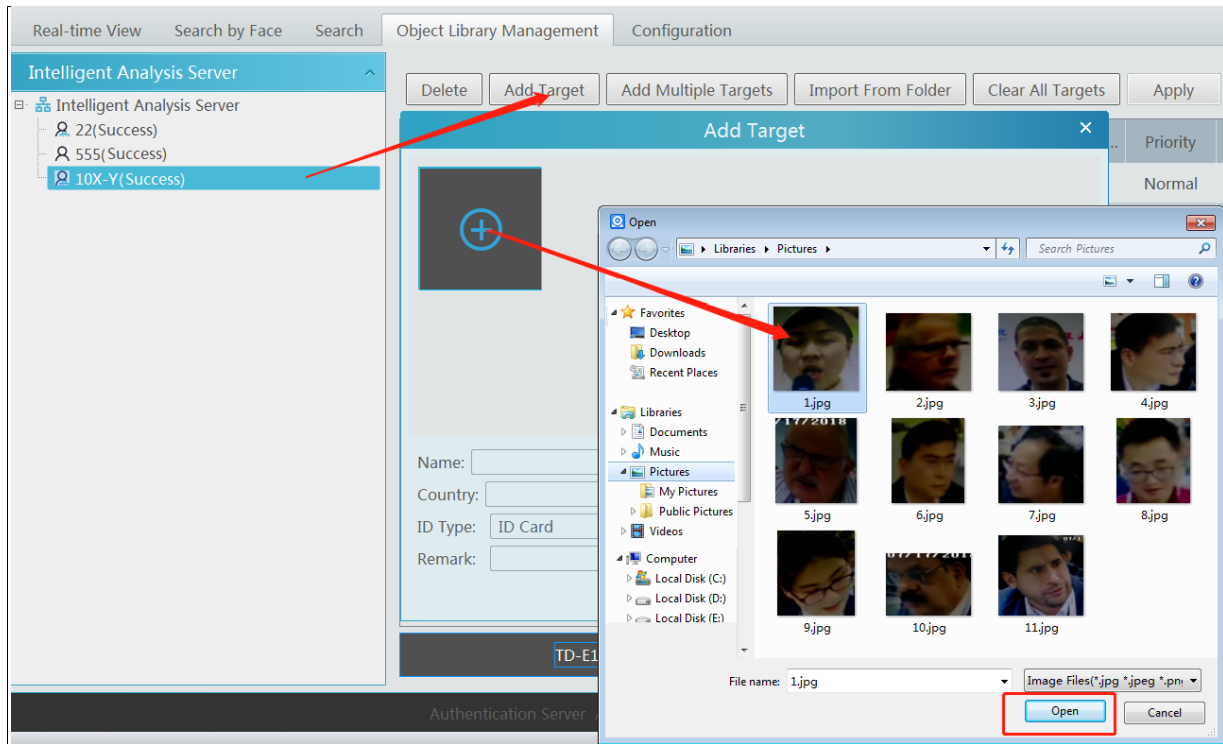 Real-time View Search by Face Search Object Library Management Configuration
Intelligent Analysis Server
Intelligent Analysis Server
22(Success)
555(Success)
10X-Y(Success)
Delete Add Target Add Multiple Targets Import From Folder Clear All Targets Apply
Add Target
Priority
Normal
Name:
Country:
ID Type: ID Card
Remark:
TD-E1
Authentication Server
Open
Libraries Pictures
Search Pictures
Favorites
Desktop
Downloads
Recent Places
Libraries
Documents
Music
Pictures
My Pictures
Public Pictures
Videos
Computer
Local Disk (C:)
Local Disk (D:)
Local Disk (E:)
1.jpg 2.jpg 3.jpg 4.jpg
/17/2018
5.jpg 6.jpg 7.jpg 8.jpg
9.jpg 10.jpg 11.jpg
File name: 1.jpg
Image Files(*.jpg *.jpeg *.pn
Open Cancel